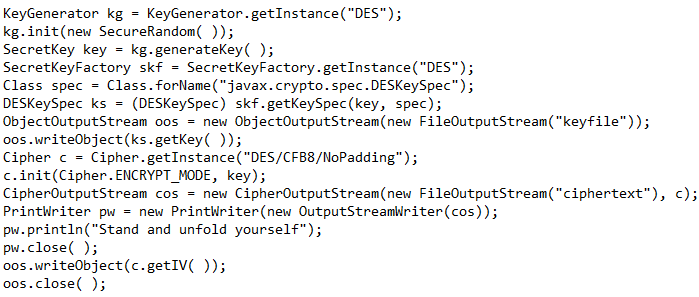 KeyGenerator kg = KeyGenerator.getInstance("DES");
kg.init(new SecureRandom( ));
SecretKey key = kg.generateKey( );
SecretKeyFactory skf = SecretKeyFactory.getInstance("DES");
Class spec = Class.forName("javax.crypto.spec.DESKeySpec");
DESKeySpec ks = (DESKeySpec) skf.getKeySpec(key, spec);
ObjectOutputStream oos = new ObjectOutputStream(new FileOutputStream("keyfile"));
oos.writeObject(ks.getKey( ));
Cipher c = Cipher.getInstance("DES/CFB8/NoPadding");
c.init(Cipher.ENCRYPT_MODE, key);
CipherOutputStream cos = new CipherOutputStream(new FileOutputStream("ciphertext"), c);
PrintWriter pw = new PrintWriter(new OutputStreamWriter(cos));
pw.println("Stand and unfold yourself");
pw.close( );
oos.writeObject(c.getIV( ));
oos.close( );